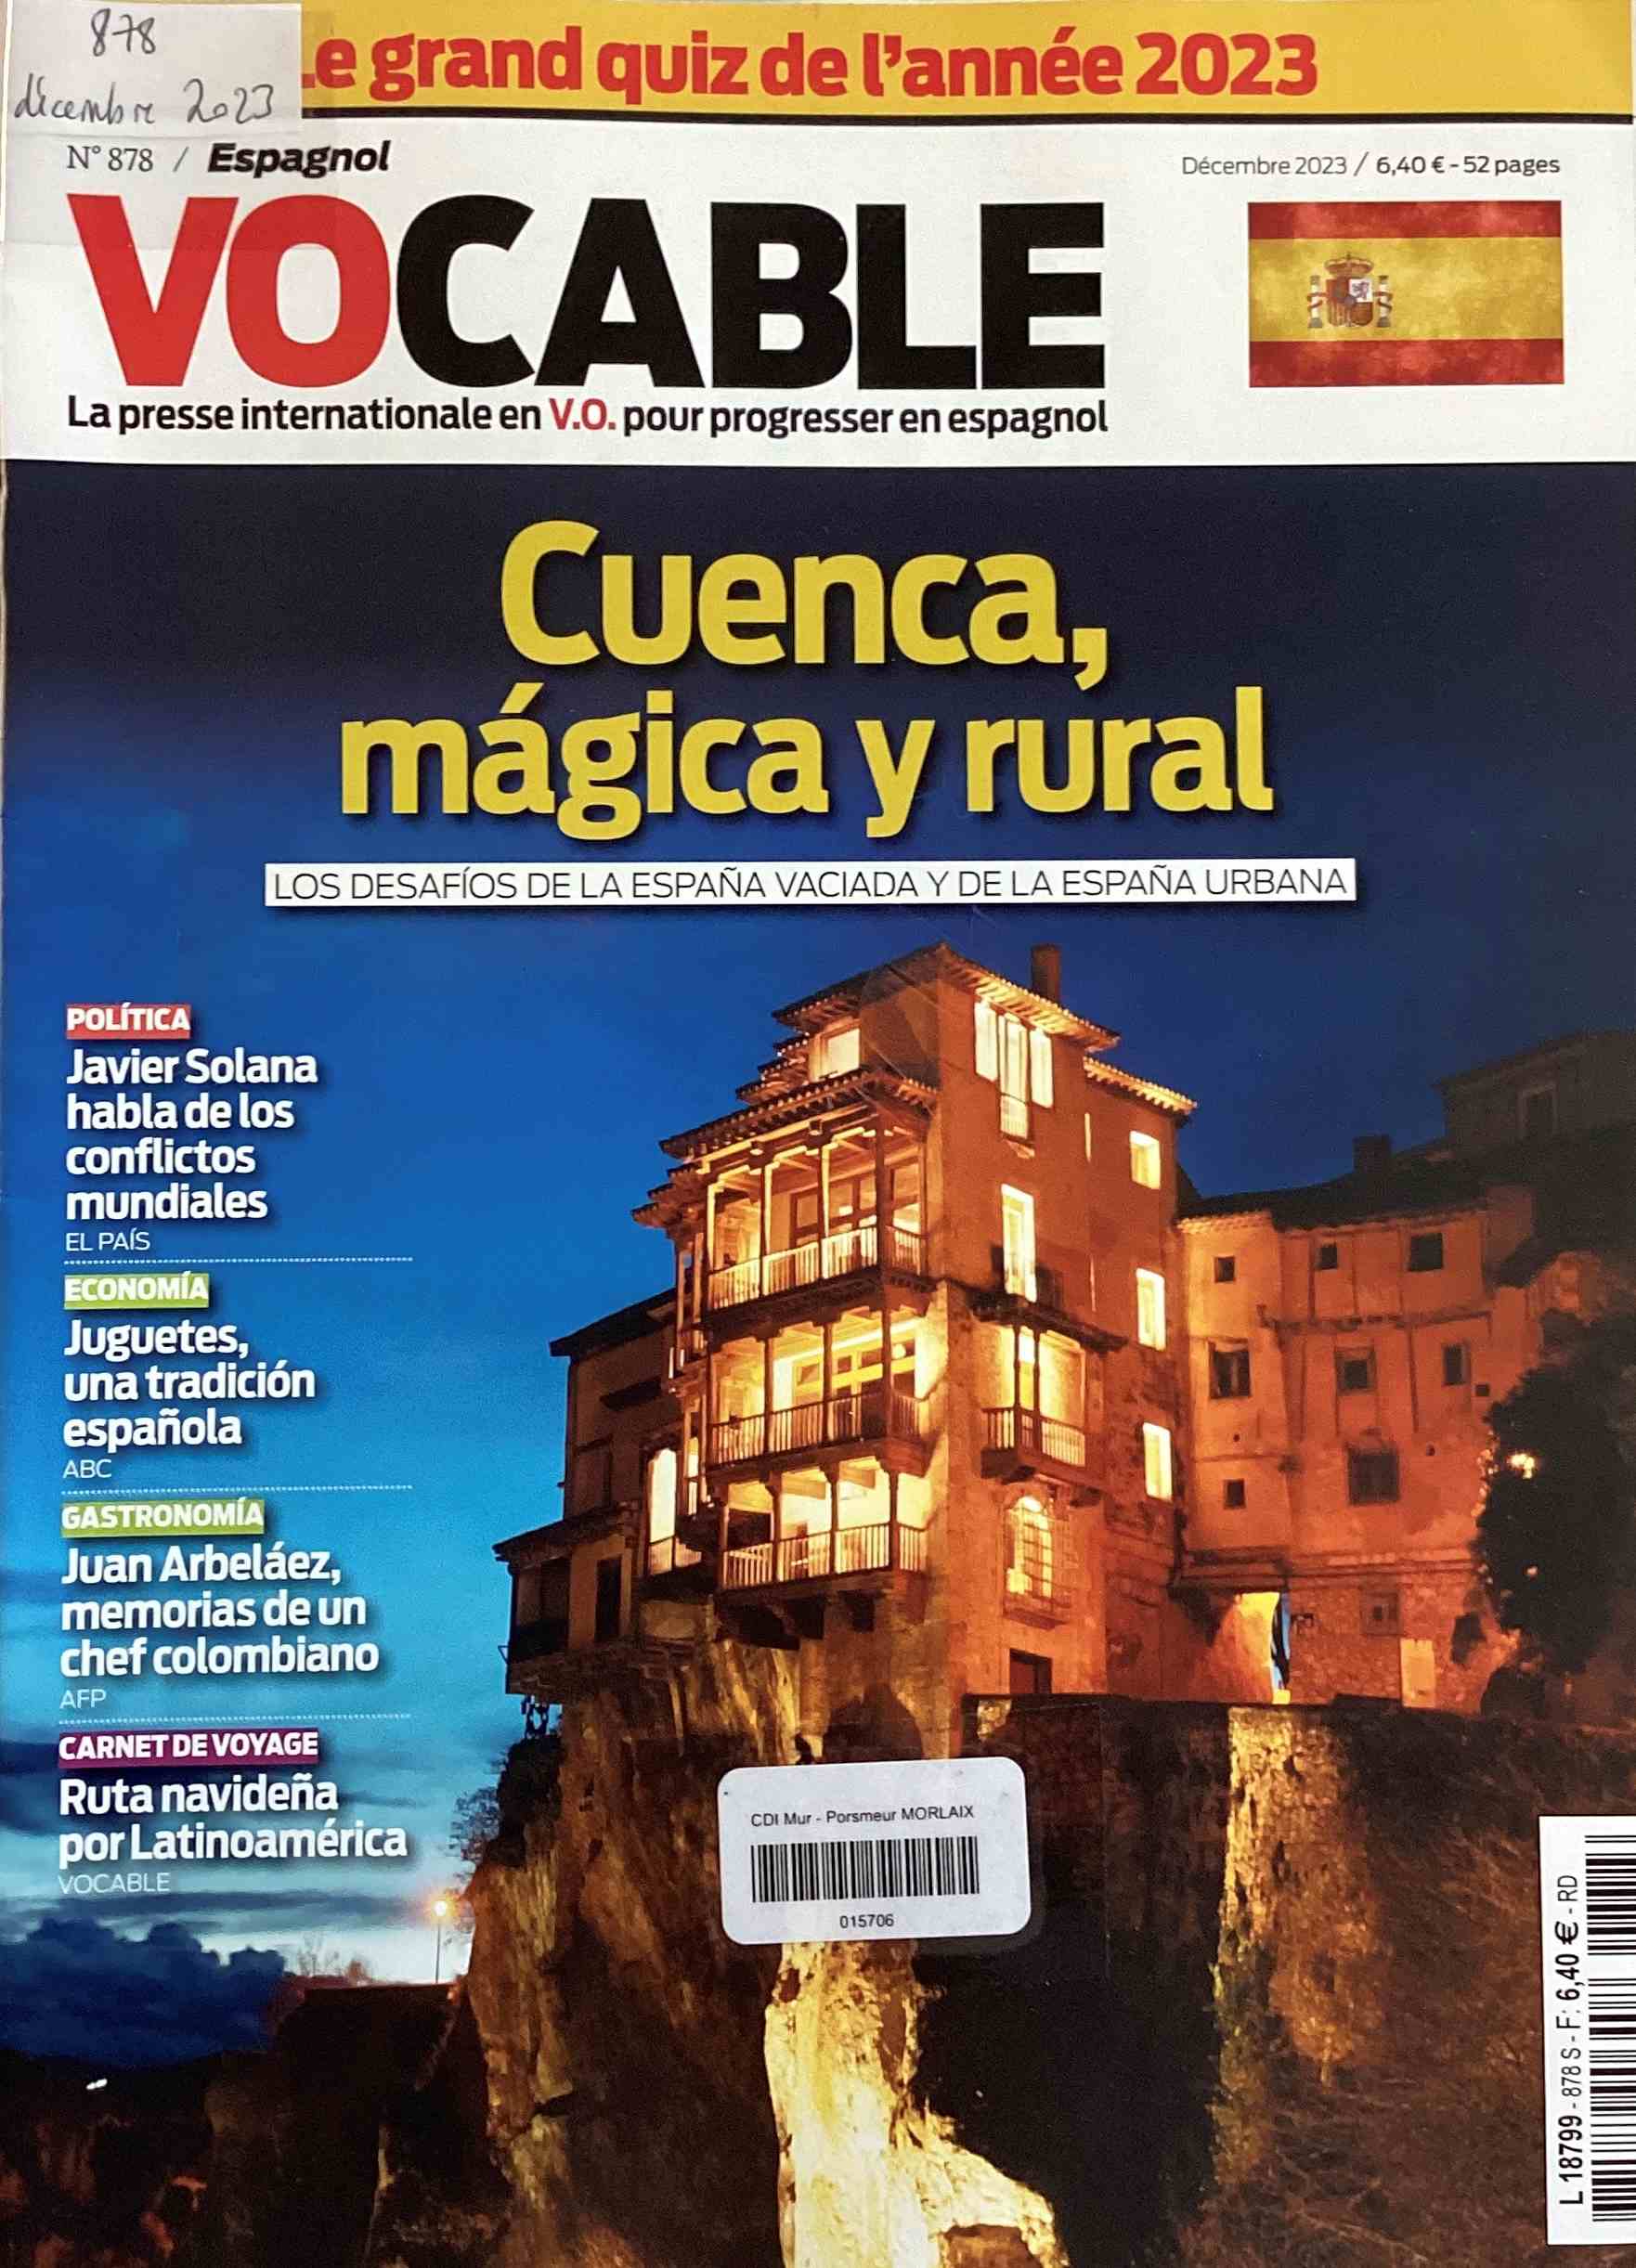 878
décembre 2023
Le grand quiz de l'année 2023
N° 878 / Espagnol
Décembre 2023 / 6,40 € - 52 pages
VOCABLE
La presse internationale en V.O. pour progresser en espagnol
Cuenca,
mágica y rural
LOS DESAFÍOS DE LA ESPAÑA VACIADA Y DE LA ESPAÑA URBANA
POLÍTICA
Javier Solana
habla de los
conflictos
mundiales
EL PAÍS
ECONOMÍA
Juguetes,
una tradición
española
ABC
GASTRONOMÍA
Juan Arbeláez,
memorias de un
chef colombiano
AFP
CARNET DE VOYAGE
Ruta navideña
por Latinoamérica
VOCABLE
CDI Mur - Porsmeur MORLAIX
015706
L 18799 - 878 S - F: 6,40 € - RD